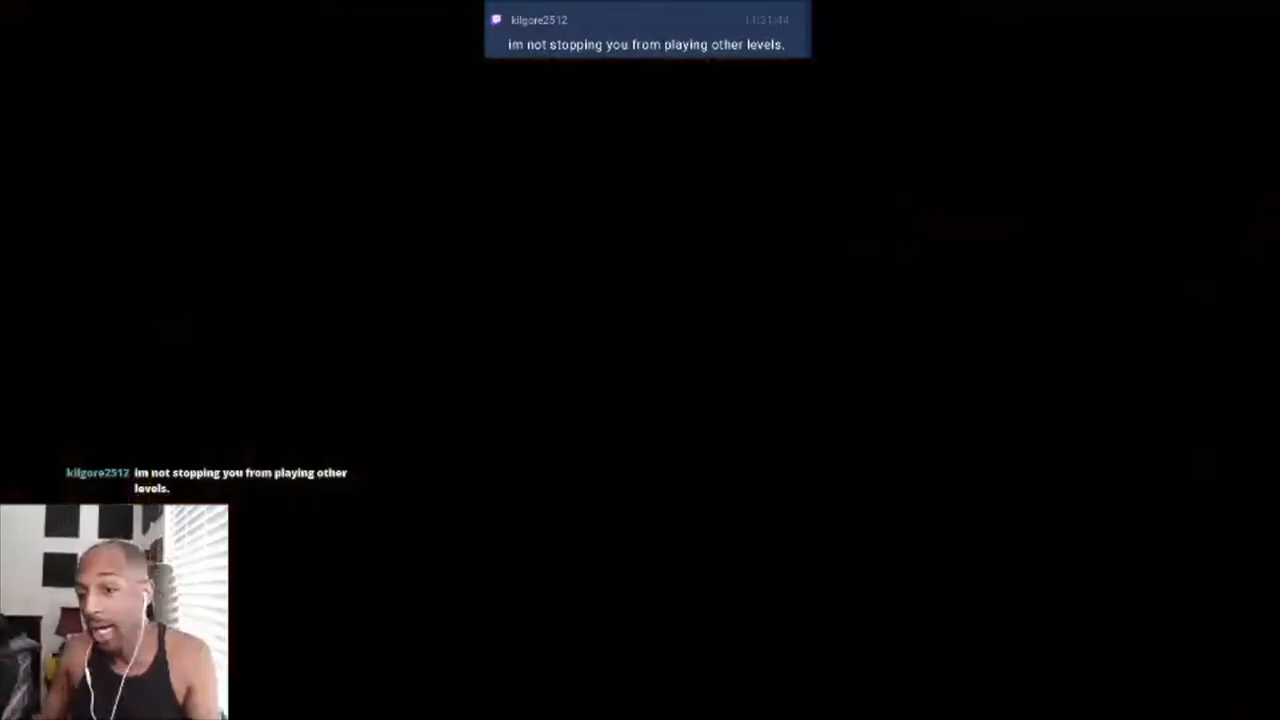 kilgore2512
im not stopping you from playing other levels.
kilgore2512 im not stopping you from playing other
levels.